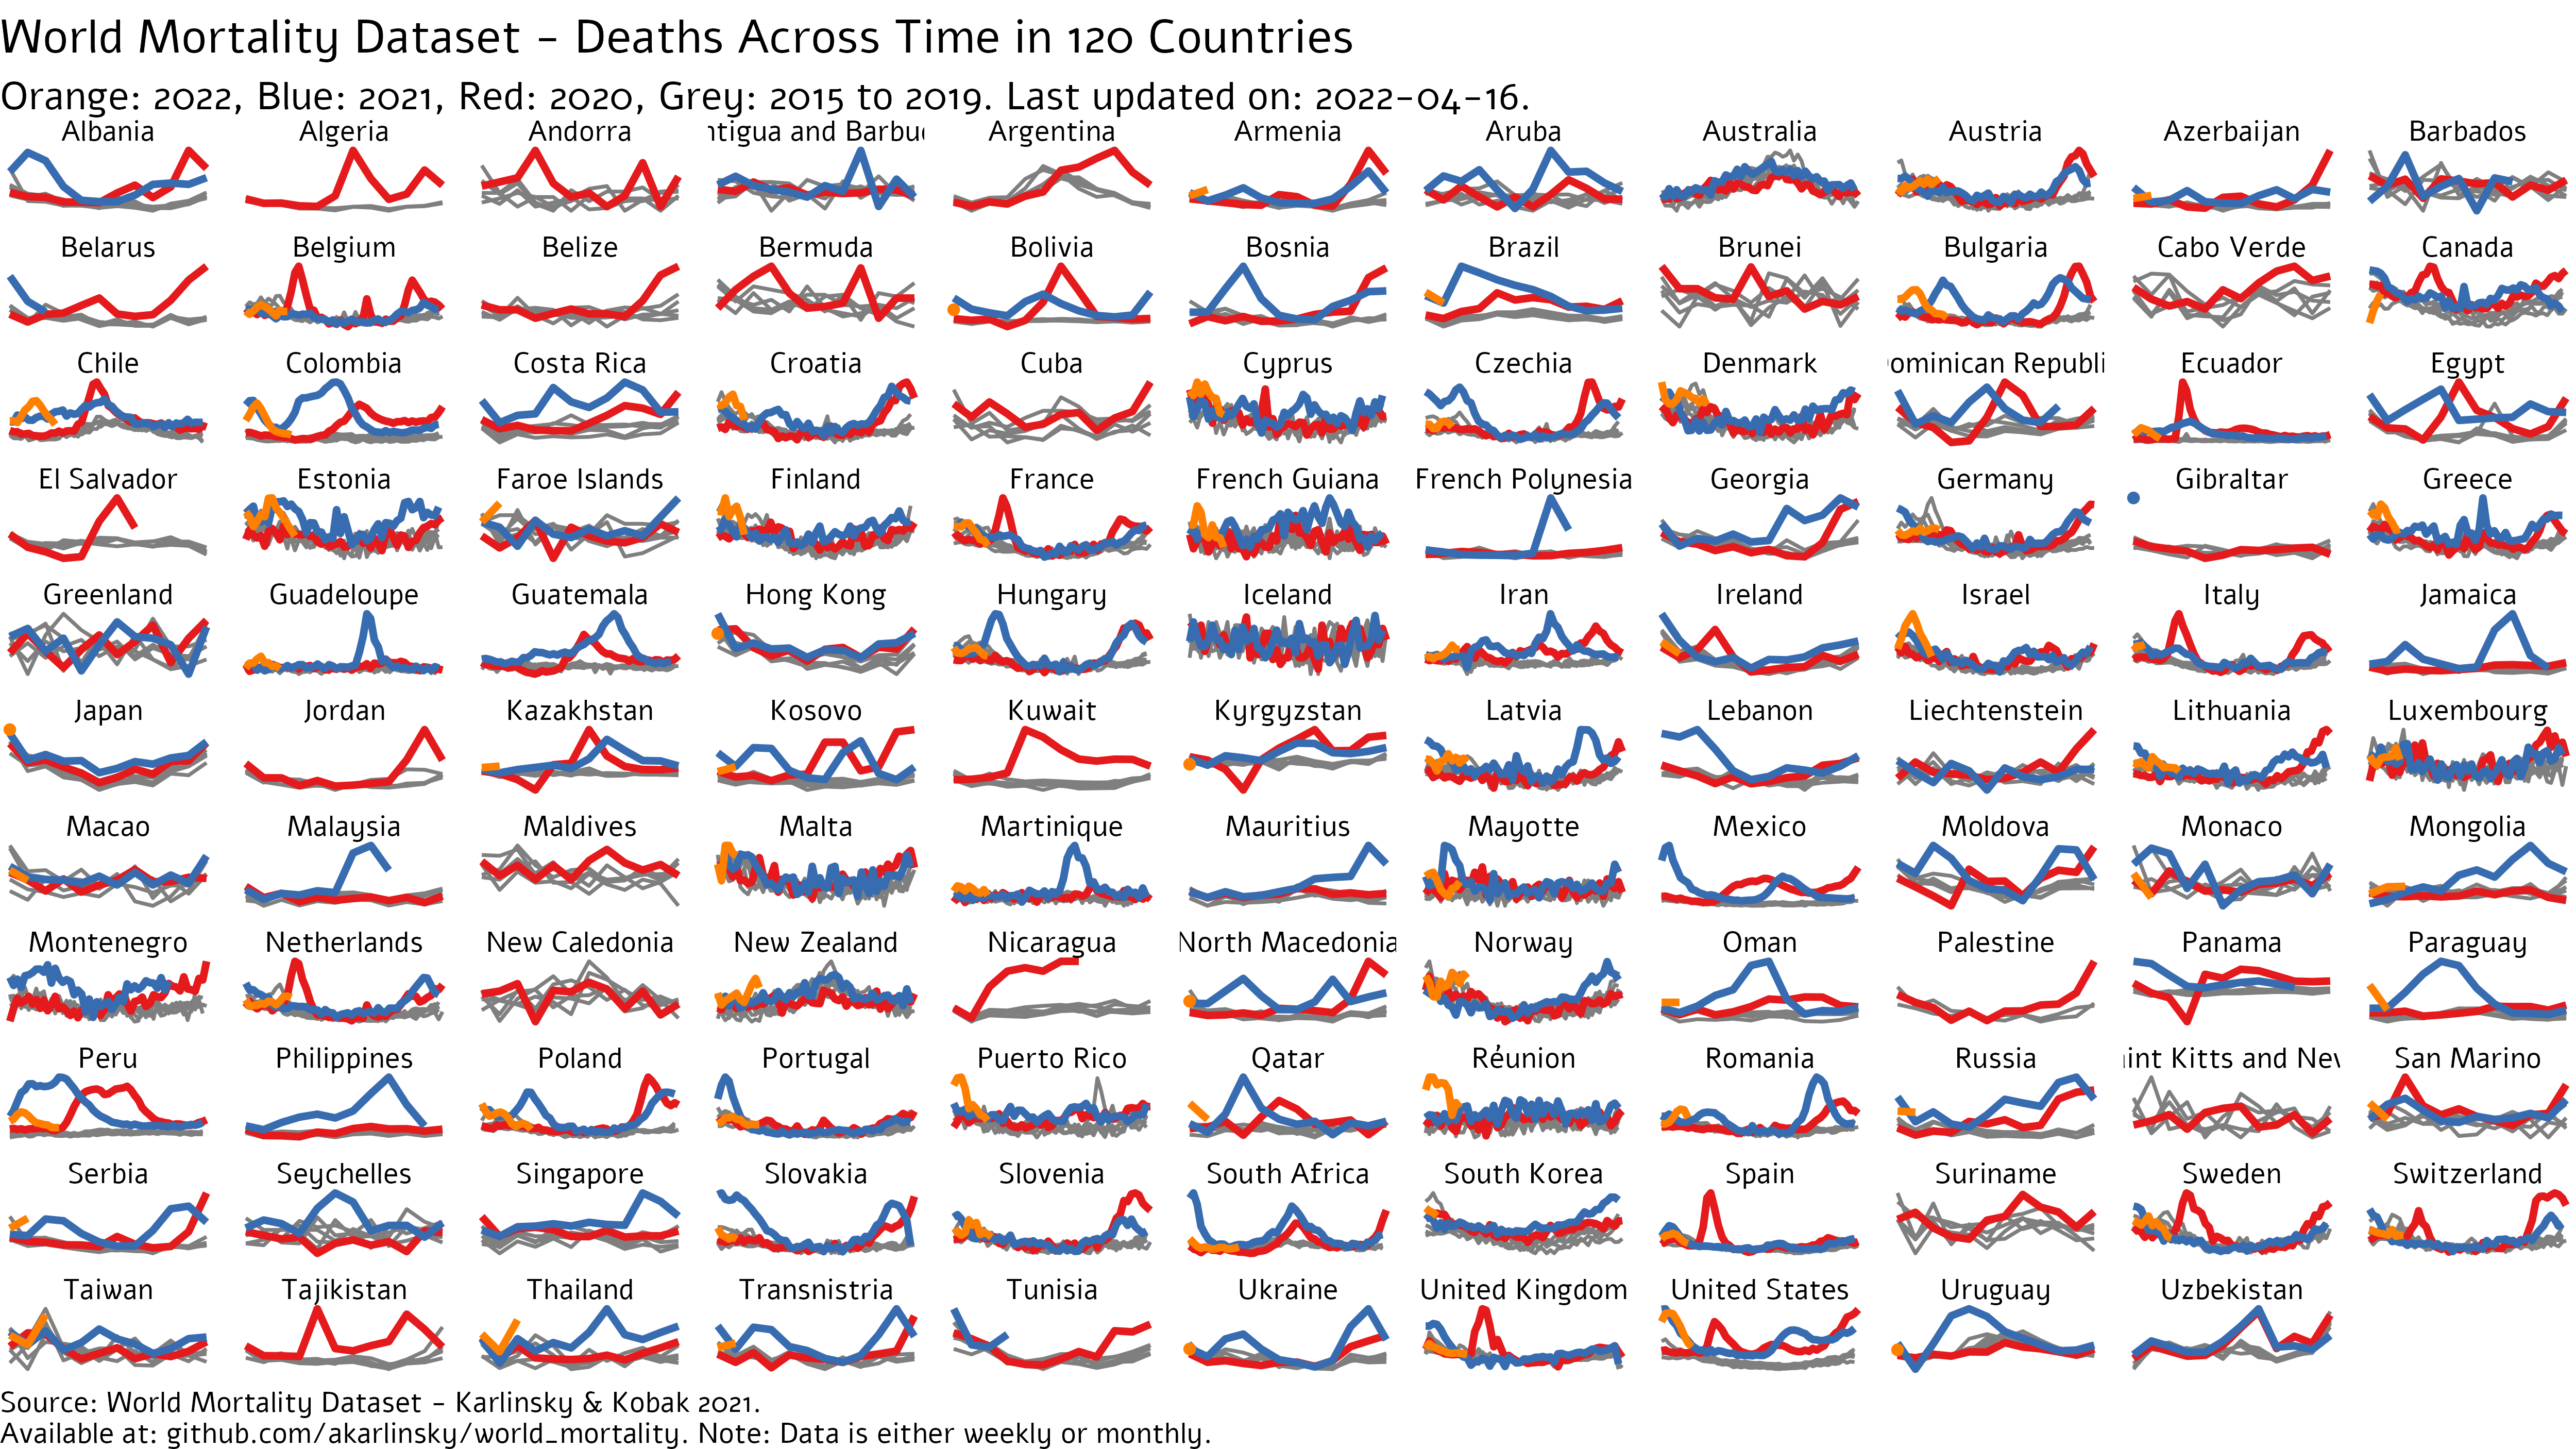 World Mortality Dataset - Deaths Across Time in 120 Countries
Orange: 2022, Blue: 2021, Red: 2020, Grey: 2015 to 2019. Last updated on: 2022-04-16.
Albania Algeria Andorra ntigua and Barbu Argentina Armenia Aruba Australia Austria Azerbaijan Barbados
Belarus Belgium Belize Bermuda Bolivia Bosnia Brazil Brunei Bulgaria Cabo Verde Canada
Chile Colombia Costa Rica Croatia Cuba Cyprus Czechia Denmark ominican Republi Ecuador Egypt
El Salvador Estonia Faroe Islands Finland France French Guiana French Polynesia Georgia Germany Gibraltar Greece
Greenland Guadeloupe Guatemala Hong Kong Hungary Iceland Iran Ireland Israel Italy Jamaica
Japan Jordan Kazakhstan Kosovo Kuwait Kyrgyzstan Latvia Lebanon Liechtenstein Lithuania Luxembourg
Macao Malaysia Maldives Malta Martinique Mauritius Mayotte Mexico Moldova Monaco Mongolia
Montenegro Netherlands New Caledonia New Zealand Nicaragua North Macedonia Norway Oman Palestine Panama Paraguay
Peru Philippines Poland Portugal Puerto Rico Qatar Réunion Romania Russia int Kitts and Nev San Marino
Serbia Seychelles Singapore Slovakia Slovenia South Africa South Korea Spain Suriname Sweden Switzerland
Taiwan Tajikistan Thailand Transnistria Tunisia Ukraine United Kingdom United States Uruguay Uzbekistan
Source: World Mortality Dataset - Karlinsky & Kobak 2021.
Available at: github.com/akarlinsky/world_mortality. Note: Data is either weekly or monthly.